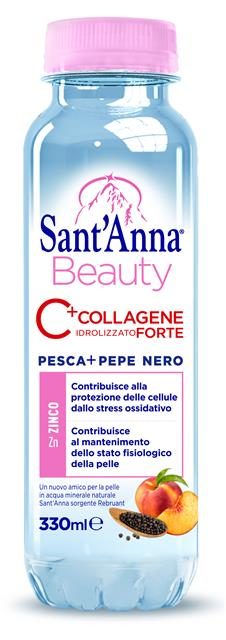 Sant'Anna®
Beauty
C+COLLAGENE
IDROLIZZATO FORTE
PESCA+PEPE NERO
ZINCO
Zn
Contribuisce alla
protezione delle cellule
dallo stress ossidativo
Contribuisce
al mantenimento
dello stato fisiologico
della pelle
Un nuovo amico per la pelle
in acqua minerale naturale
Sant'Anna sorgente Rebruant
330ml℮